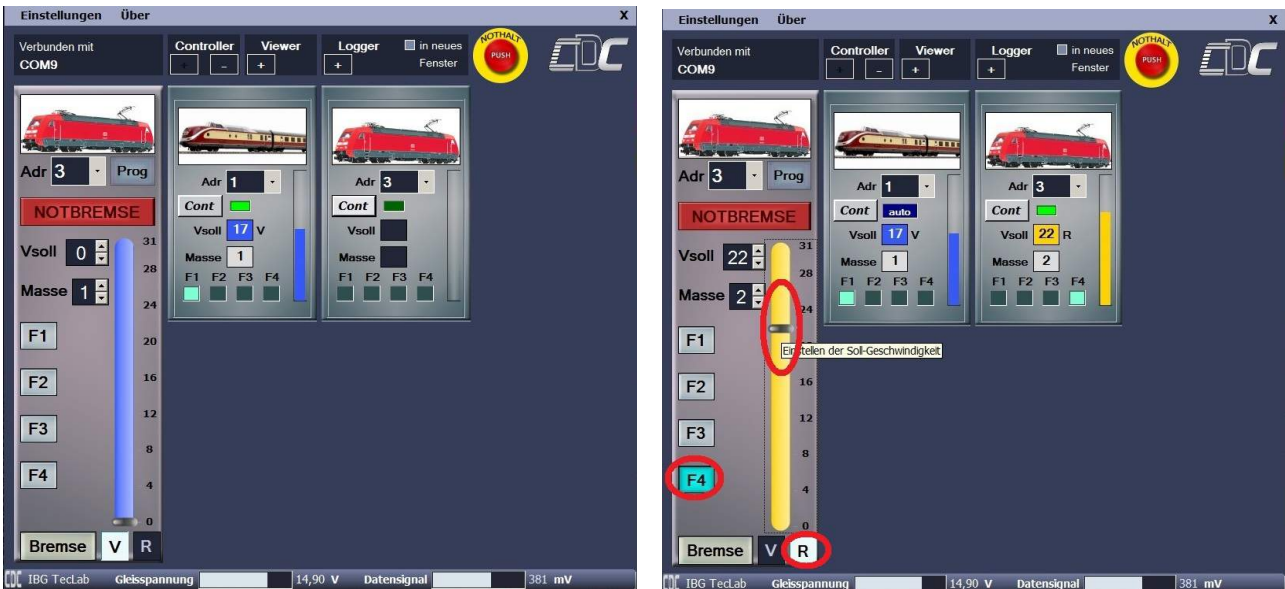 Einstellungen Über X
Verbunden mit
COM9
Controller Viewer Logger in neues
+ - + + Fenster
NOTHALT
PUSH
CDC
Adr 3 Prog
NOTBREMSE
Vsoll 0
Masse 1
31
28
24
20
16
12
8
4
0
F1
F2
F3
F4
Bremse V R
Adr 1
Cont
Vsoll 17 V
Masse 1
F1 F2 F3 F4
Adr 3
Cont
Vsoll
Masse
F1 F2 F3 F4
CDC IBG TecLab Gleisspannung 14,90 V Datensignal 381 mV
Einstellungen Über X
Verbunden mit
COM9
Controller Viewer Logger in neues
+ - + + Fenster
NOTHALT
PUSH
CDC
Adr 3 Prog
NOTBREMSE
Vsoll 22
Masse 2
31
28
24
Einstellen der Soll-Geschwindigkeit
16
12
8
4
0
F1
F2
F3
F4
Bremse V R
Adr 1
Cont auto
Vsoll 17 V
Masse 1
F1 F2 F3 F4
Adr 3
Cont
Vsoll 22 R
Masse 2
F1 F2 F3 F4
CDC IBG TecLab Gleisspannung 14,90 V Datensignal 381 mV